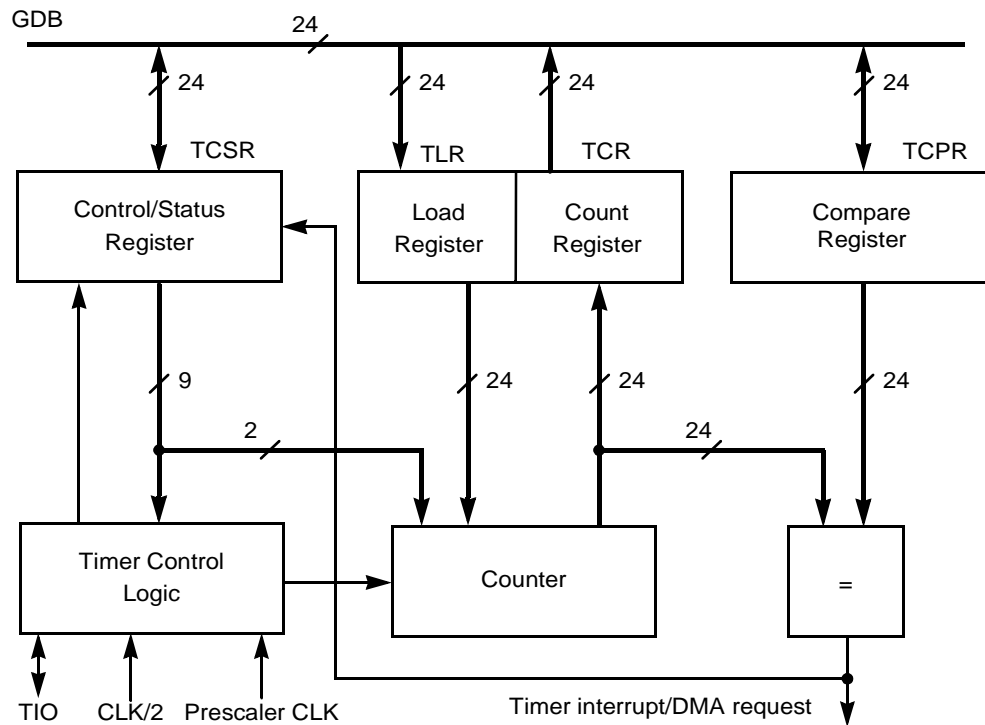 GDB
24
24
24
24
24
TCSR
TLR
TCR
TCPR
Control/Status
Register
Load
Register
Count
Register
Compare
Register
9
24
24
24
2
24
Timer Control
Logic
Counter
=
TIO
CLK/2
Prescaler CLK
Timer interrupt/DMA request